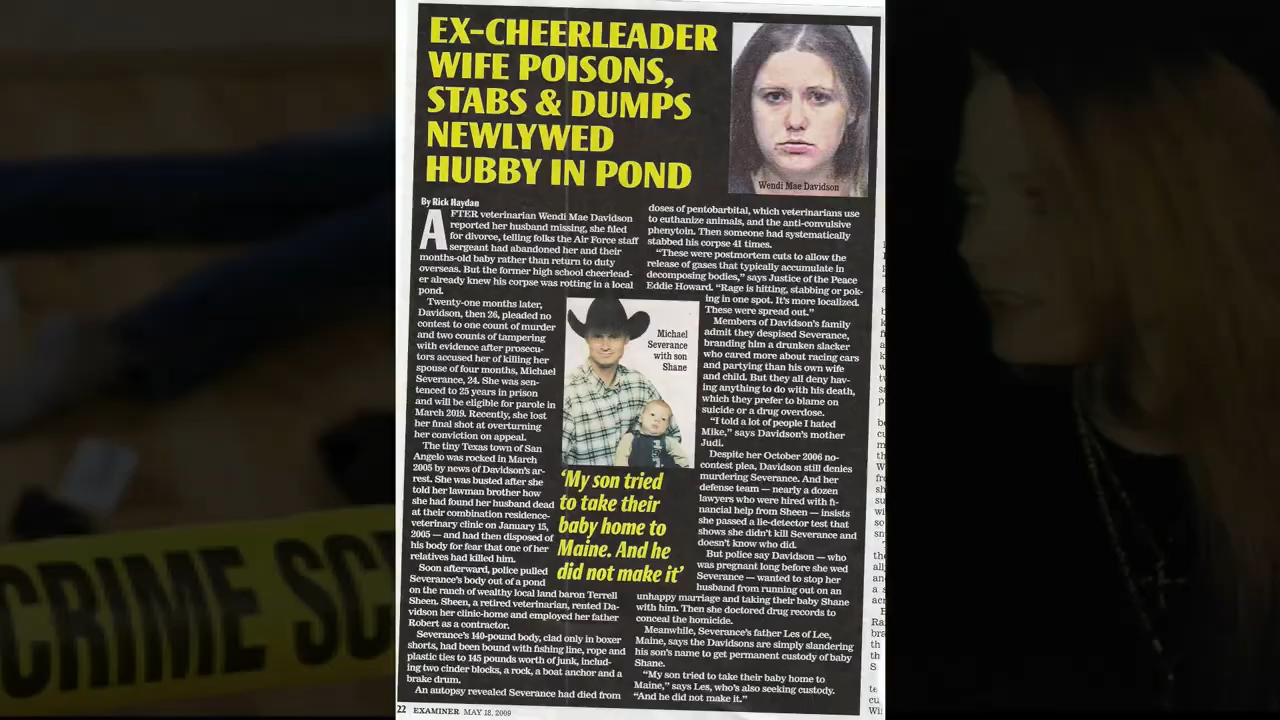 EX-CHEERLEADER
WIFE POISONS,
STABS & DUMPS
NEWLYWED
HUBBY IN POND
Wendi Mae Davidson
By Rick Haydan
AFTER veterinarian Wendi Mae Davidson
reported her husband missing, she filed
for divorce, telling folks the Air Force staff
sergeant had abandoned her and their
months-old baby rather than return to duty
overseas. But the former high school cheerlead-
er already knew his corpse was rotting in a local
pond.
Twenty-one months later,
Davidson, then 26, pleaded no
contest to one count of murder
and two counts of tampering
with evidence after prosecu-
tors accused her of killing her
spouse of four months, Michael
Severance, 24. She was sen-
tenced to 25 years in prison
and will be eligible for parole in
March 2019. Recently, she lost
her final shot at overturning
her conviction on appeal.
The tiny Texas town of San
Angelo was rocked in March
2005 by news of Davidson's ar-
rest. She was busted after she
told her lawman brother how
she had found her husband dead
at their combination residence-
veterinary clinic on January 15,
2005 — and had then disposed of
his body for fear that one of her
relatives had killed him.
Soon afterward, police pulled
Severance's body out of a pond
on the ranch of wealthy local land baron Terrell
Sheen. Sheen, a retired veterinarian, rented Da-
vidson her clinic-home and employed her father
Robert as a contractor.
Severance's 140-pound body, clad only in boxer
shorts, had been bound with fishing line, rope and
plastic ties to 145 pounds worth of junk, includ-
ing two cinder blocks, a rock, a boat anchor and a
brake drum.
An autopsy revealed Severance had died from
doses of pentobarbital, which veterinarians use
to euthanize animals, and the anti-convulsive
phenytoin. Then someone had systematically
stabbed his corpse 41 times.
"These were postmortem cuts to allow the
release of gases that typically accumulate in
decomposing bodies," says Justice of the Peace
Eddie Howard. "Rage is hitting, stabbing or pok-
ing in one spot. It's more localized.
These were spread out."
Members of Davidson's family
admit they despised Severance,
branding him a drunken slacker
who cared more about racing cars
and partying than his own wife
and child. But they all deny hav-
ing anything to do with his death,
which they prefer to blame on
suicide or a drug overdose.
"I told a lot of people I hated
Mike," says Davidson's mother
Judi.
Despite her October 2006 no-
contest plea, Davidson still denies
murdering Severance. And her
defense team — nearly a dozen
lawyers who were hired with fi-
nancial help from Sheen — insists
she passed a lie-detector test that
shows she didn't kill Severance and
doesn't know who did.
But police say Davidson — who
was pregnant long before she wed
Severance — wanted to stop her
husband from running out on an
unhappy marriage and taking their baby Shane
with him. Then she doctored drug records to
conceal the homicide.
Meanwhile, Severance's father Les of Lee,
Maine, says the Davidsons are simply slandering
his son's name to get permanent custody of baby
Shane.
"My son tried to take their baby home to
Maine," says Les, who's also seeking custody.
"And he did not make it."
Michael
Severance
with son
Shane
'My son tried
to take their
baby home to
Maine. And he
did not make it'
22 EXAMINER MAY 18, 2009
CRIME SC